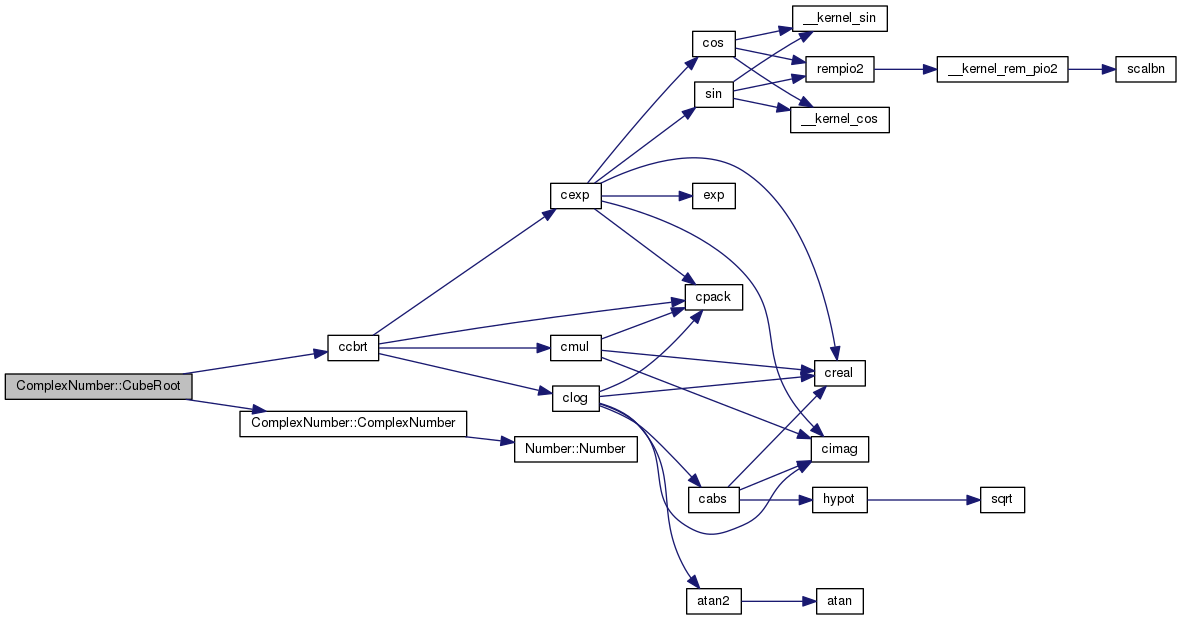 __kernel_sin
cos
rempio2
__kernel_rem_pio2
scalbn
sin
__kernel_cos
cexp
exp
cpack
ccbrt
cmul
creal
ComplexNumber::CubeRoot
clog
ComplexNumber::ComplexNumber
Number::Number
cimag
cabs
hypot
sqrt
atan2
atan